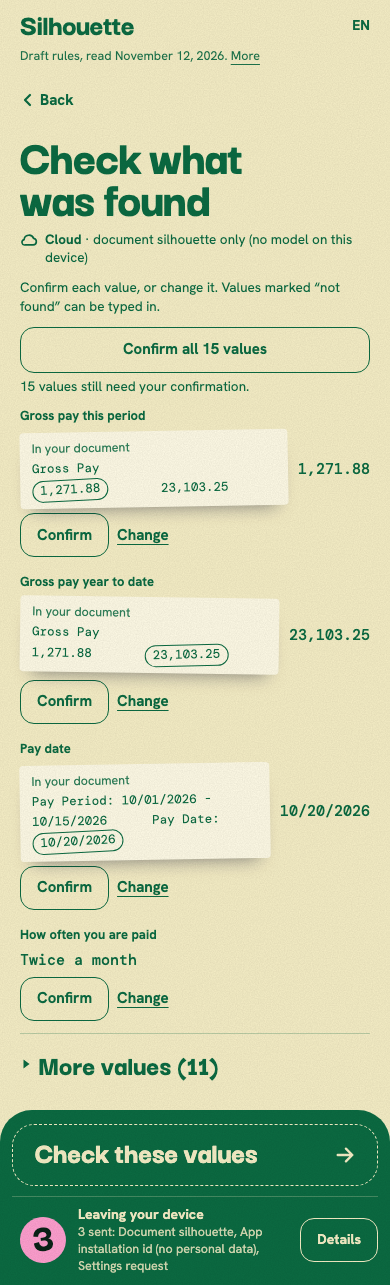 Silhouette
EN
Draft rules, read November 12, 2026. More
Back
Check what
was found
Cloud · document silhouette only (no model on this
device)
Confirm each value, or change it. Values marked “not
found” can be typed in.
Confirm all 15 values
15 values still need your confirmation.
Gross pay this period
In your document
Gross Pay
1,271.88 23,103.25
1,271.88
Confirm Change
Gross pay year to date
In your document
Gross Pay
1,271.88 23,103.25
23,103.25
Confirm Change
Pay date
In your document
Pay Period: 10/01/2026 -
10/15/2026 Pay Date:
10/20/2026
10/20/2026
Confirm Change
How often you are paid
Twice a month
Confirm Change
More values (11)
Check these values
3
Leaving your device
3 sent: Document silhouette, App
installation id (no personal data),
Settings request
Details